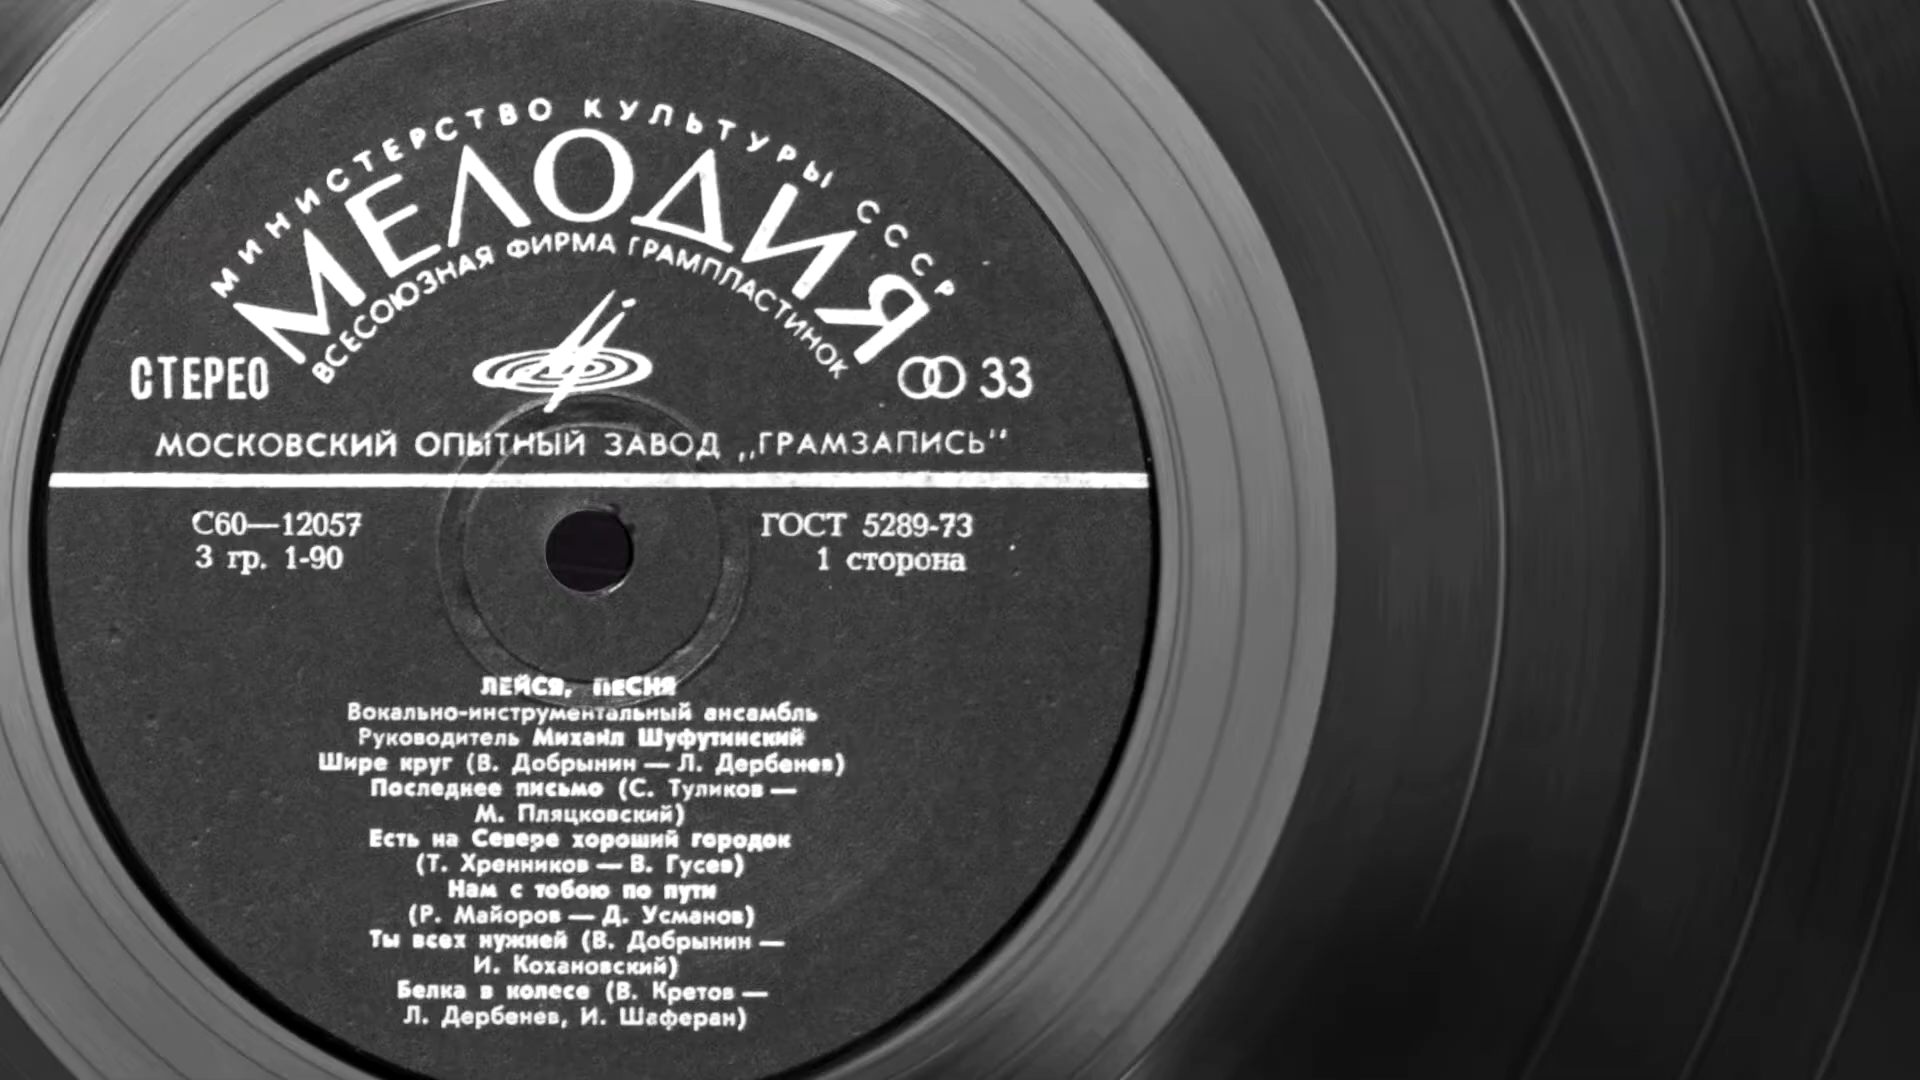 МИНИСТЕРСТВО КУЛЬТУРЫ СССР
МЕЛОДИЯ
ВСЕСОЮЗНАЯ ФИРМА ГРАМПЛАСТИНОК
СТЕРЕО
33
МОСКОВСКИЙ ОПЫТНЫЙ ЗАВОД „ГРАМЗАПИСЬ"
С60—12057
ГОСТ 5289-73
3 гр. 1-90
1 сторона
ЛЕЙСЯ, ПЕСНЯ
Вокально-инструментальный ансамбль
Руководитель Михаил Шуфутинский
Шире круг (В. Добрынин — Л. Дербенев)
Последнее письмо (С. Туликов —
М. Пляцковский)
Есть на Севере хороший городок
(Т. Хренников — В. Гусев)
Нам с тобою по пути
(Р. Майоров — Д. Усманов)
Ты всех нужней (В. Добрынин —
И. Кохановский)
Белка в колесе (В. Кретов —
Л. Дербенев, И. Шаферан)